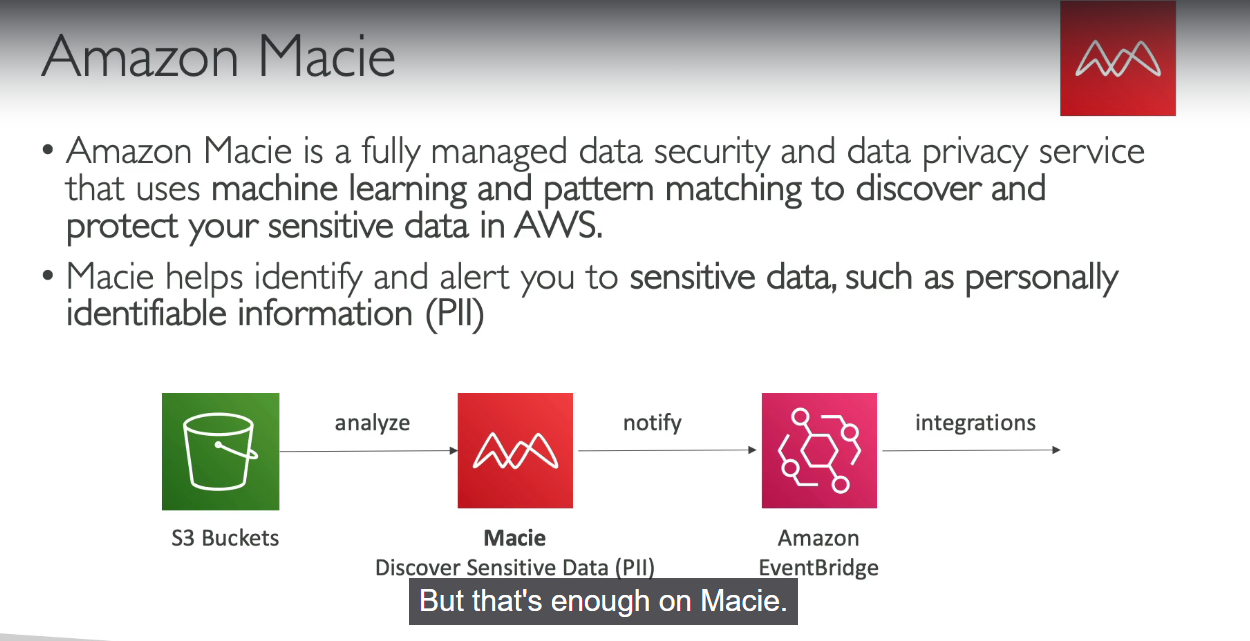 Amazon Macie
• Amazon Macie is a fully managed data security and data privacy service
that uses machine learning and pattern matching to discover and
protect your sensitive data in AWS.
• Macie helps identify and alert you to sensitive data, such as personally
identifiable information (PII)
analyze
notify
integrations
S3 Buckets
Macie
Discover Sensitive Data (PII)
Amazon
EventBridge
But that's enough on Macie.